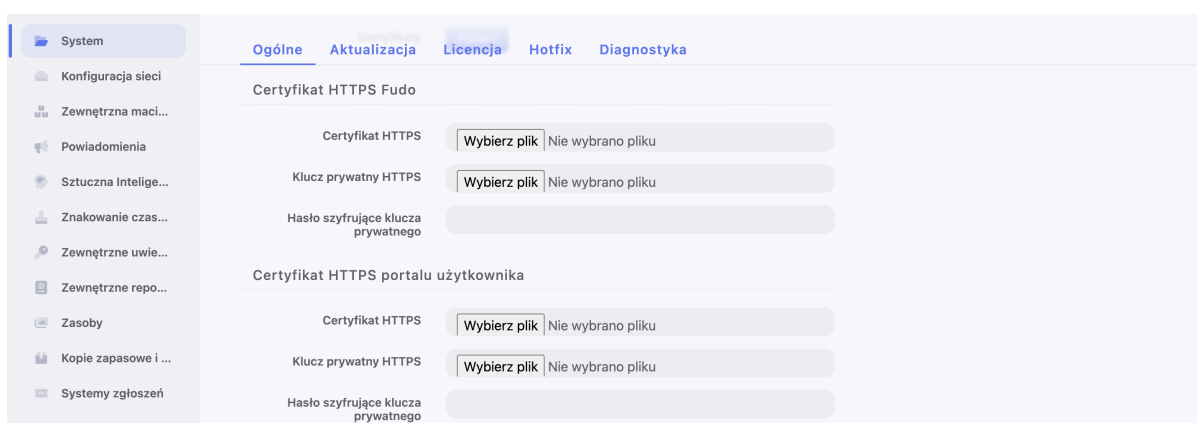 System
Konfiguracja sieci
Zewnętrzna maci...
Powiadomienia
Sztuczna Intelige...
Znakowanie czas...
Zewnętrzne uwie...
Zewnętrzne repo...
Zasoby
Kopie zapasowe i ...
Systemy zgłoszeń
Ogólne Aktualizacja Licencja Hotfix Diagnostyka
Certyfikat HTTPS Fudo
Certyfikat HTTPS Wybierz plik Nie wybrano pliku
Klucz prywatny HTTPS Wybierz plik Nie wybrano pliku
Hasło szyfrujące klucza
prywatnego
Certyfikat HTTPS portalu użytkownika
Certyfikat HTTPS Wybierz plik Nie wybrano pliku
Klucz prywatny HTTPS Wybierz plik Nie wybrano pliku
Hasło szyfrujące klucza
prywatnego